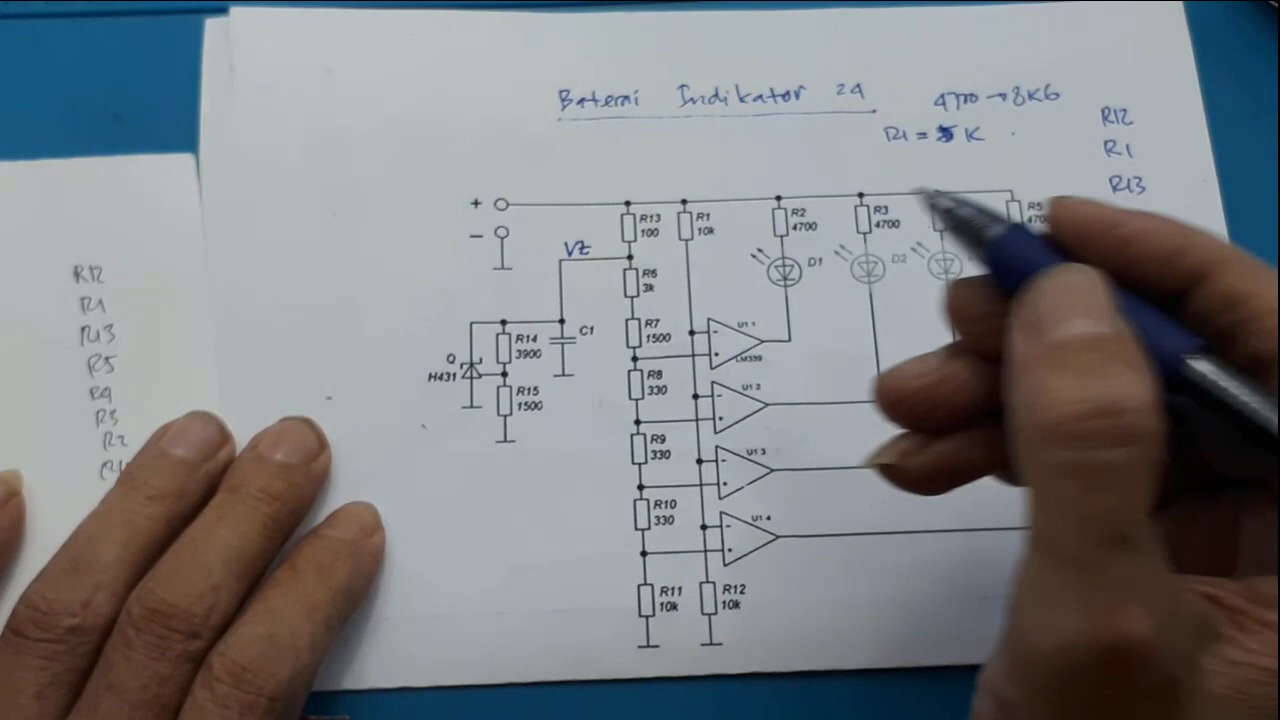 Baterai Indikator 24
4700 → 8K6
R1 = 5 K
R12
R1
R13
+
R13
100
R1
10k
R2
4700
R3
4700
R5
−
VZ
D1
D2
R6
3k
R7
1500
U1 1
LM339
C1
R14
3900
Q
H431
R15
1500
R8
330
U1 2
R9
330
U1 3
R10
330
U1 4
R11
10k
R12
10k
R12
R1
R13
R5
R4
R3
R2